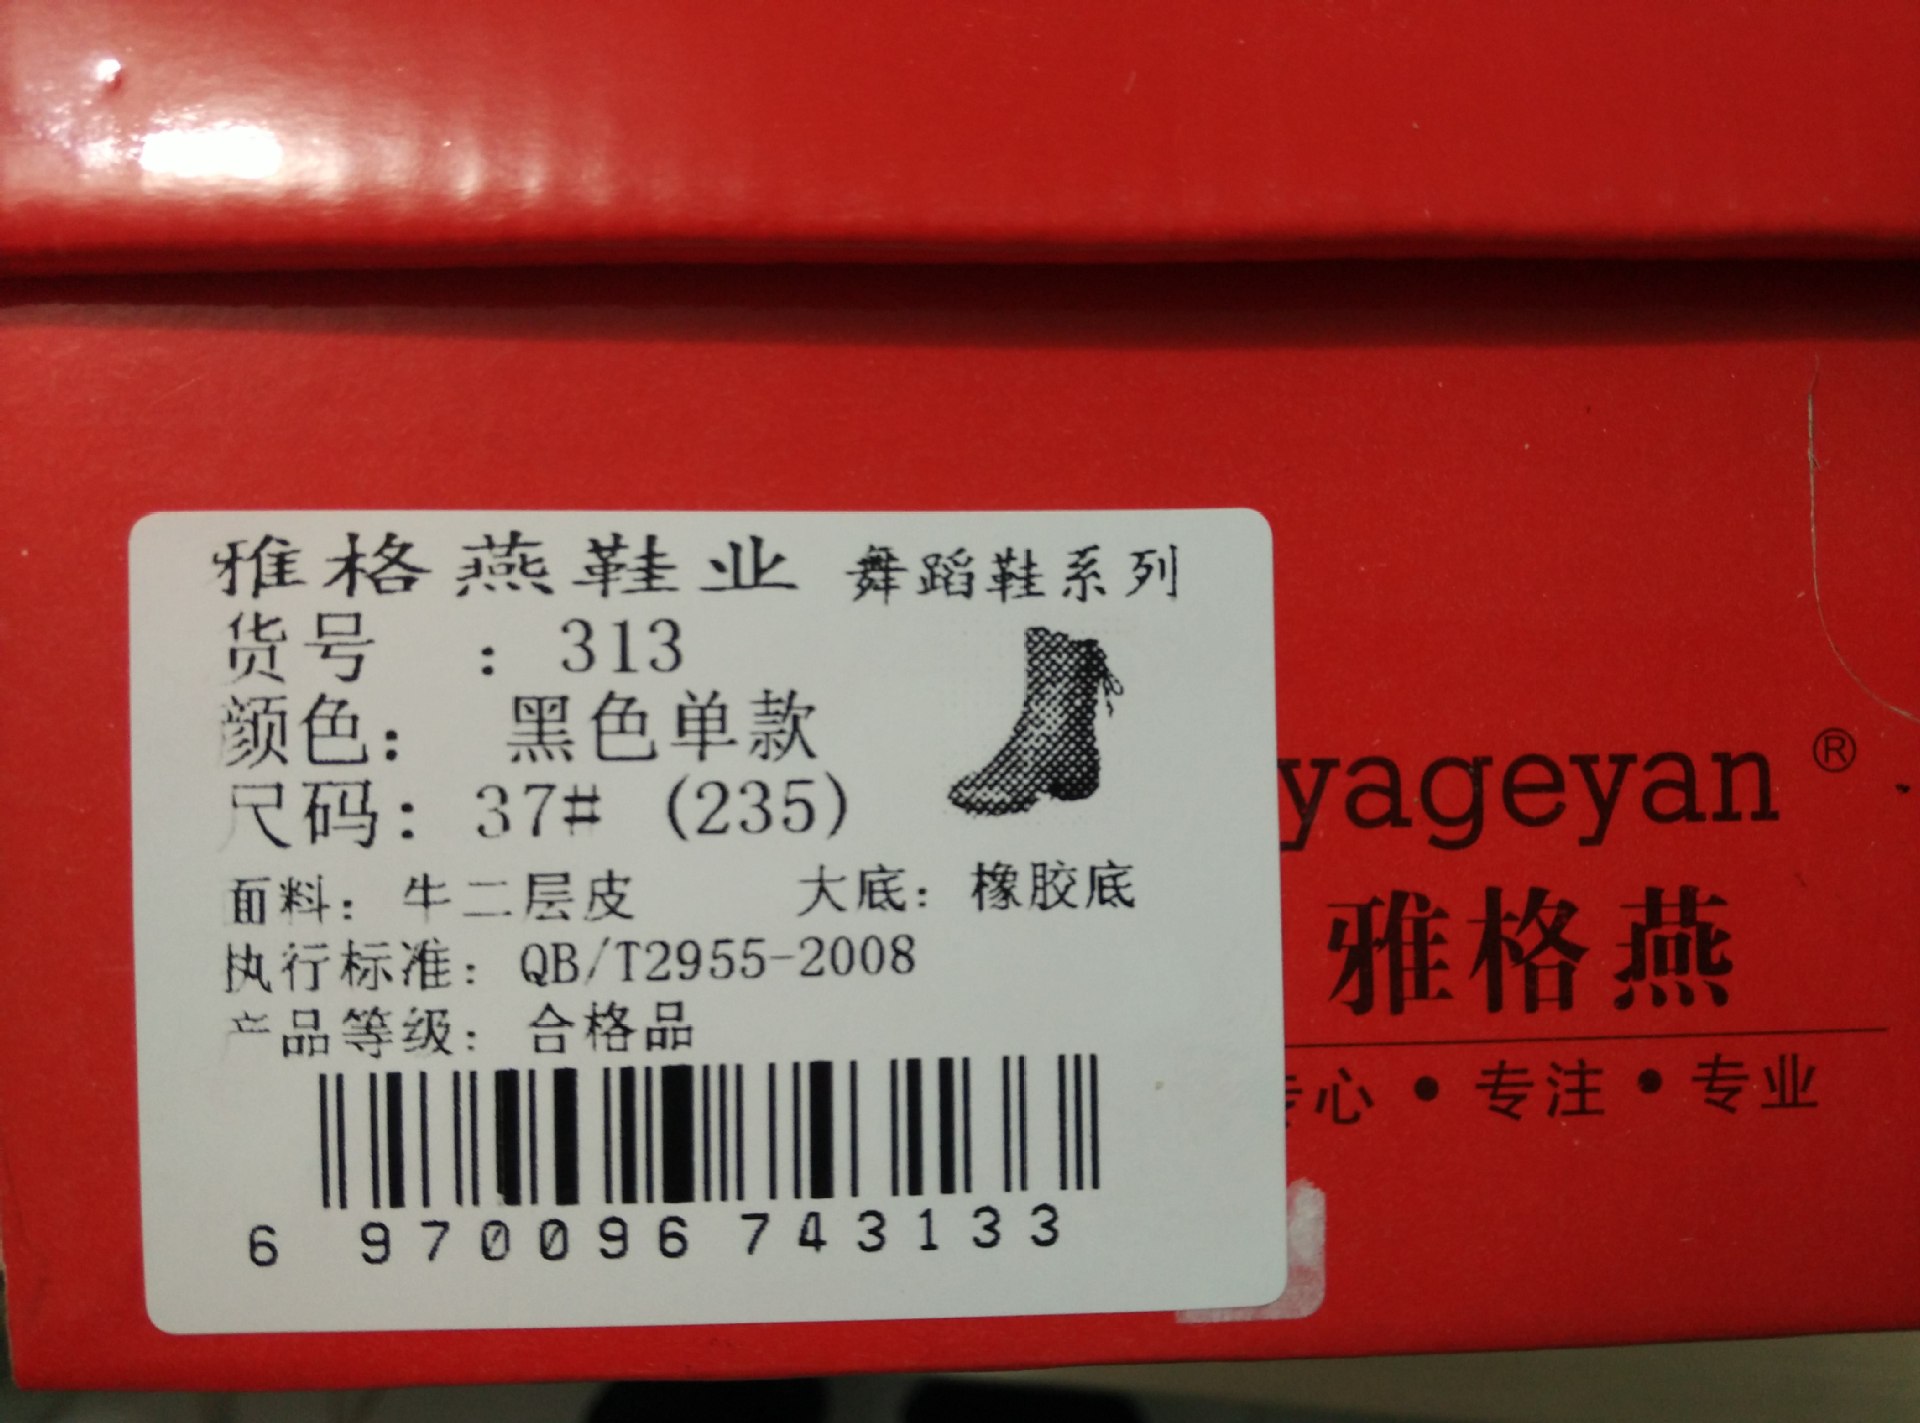 雅格燕鞋业 舞蹈鞋系列
货号 : 313
颜色: 黑色单款
尺码: 37# (235)
面料: 牛二层皮 大底: 橡胶底
执行标准: QB/T2955-2008
产品等级: 合格品
6 970096 743133
yageyan ®
雅格燕
专心 • 专注 • 专业